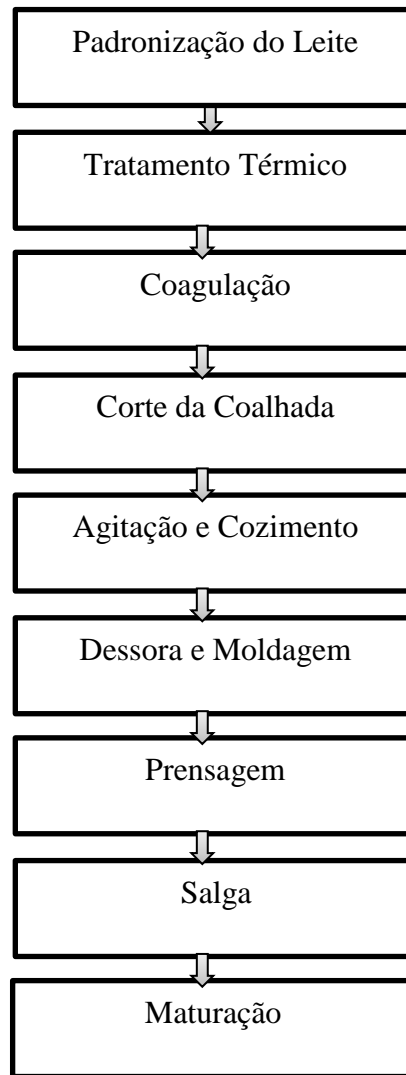 Padronização do Leite
Tratamento Térmico
Coagulação
Corte da Coalhada
Agitação e Cozimento
Dessora e Moldagem
Prensagem
Salga
Maturação